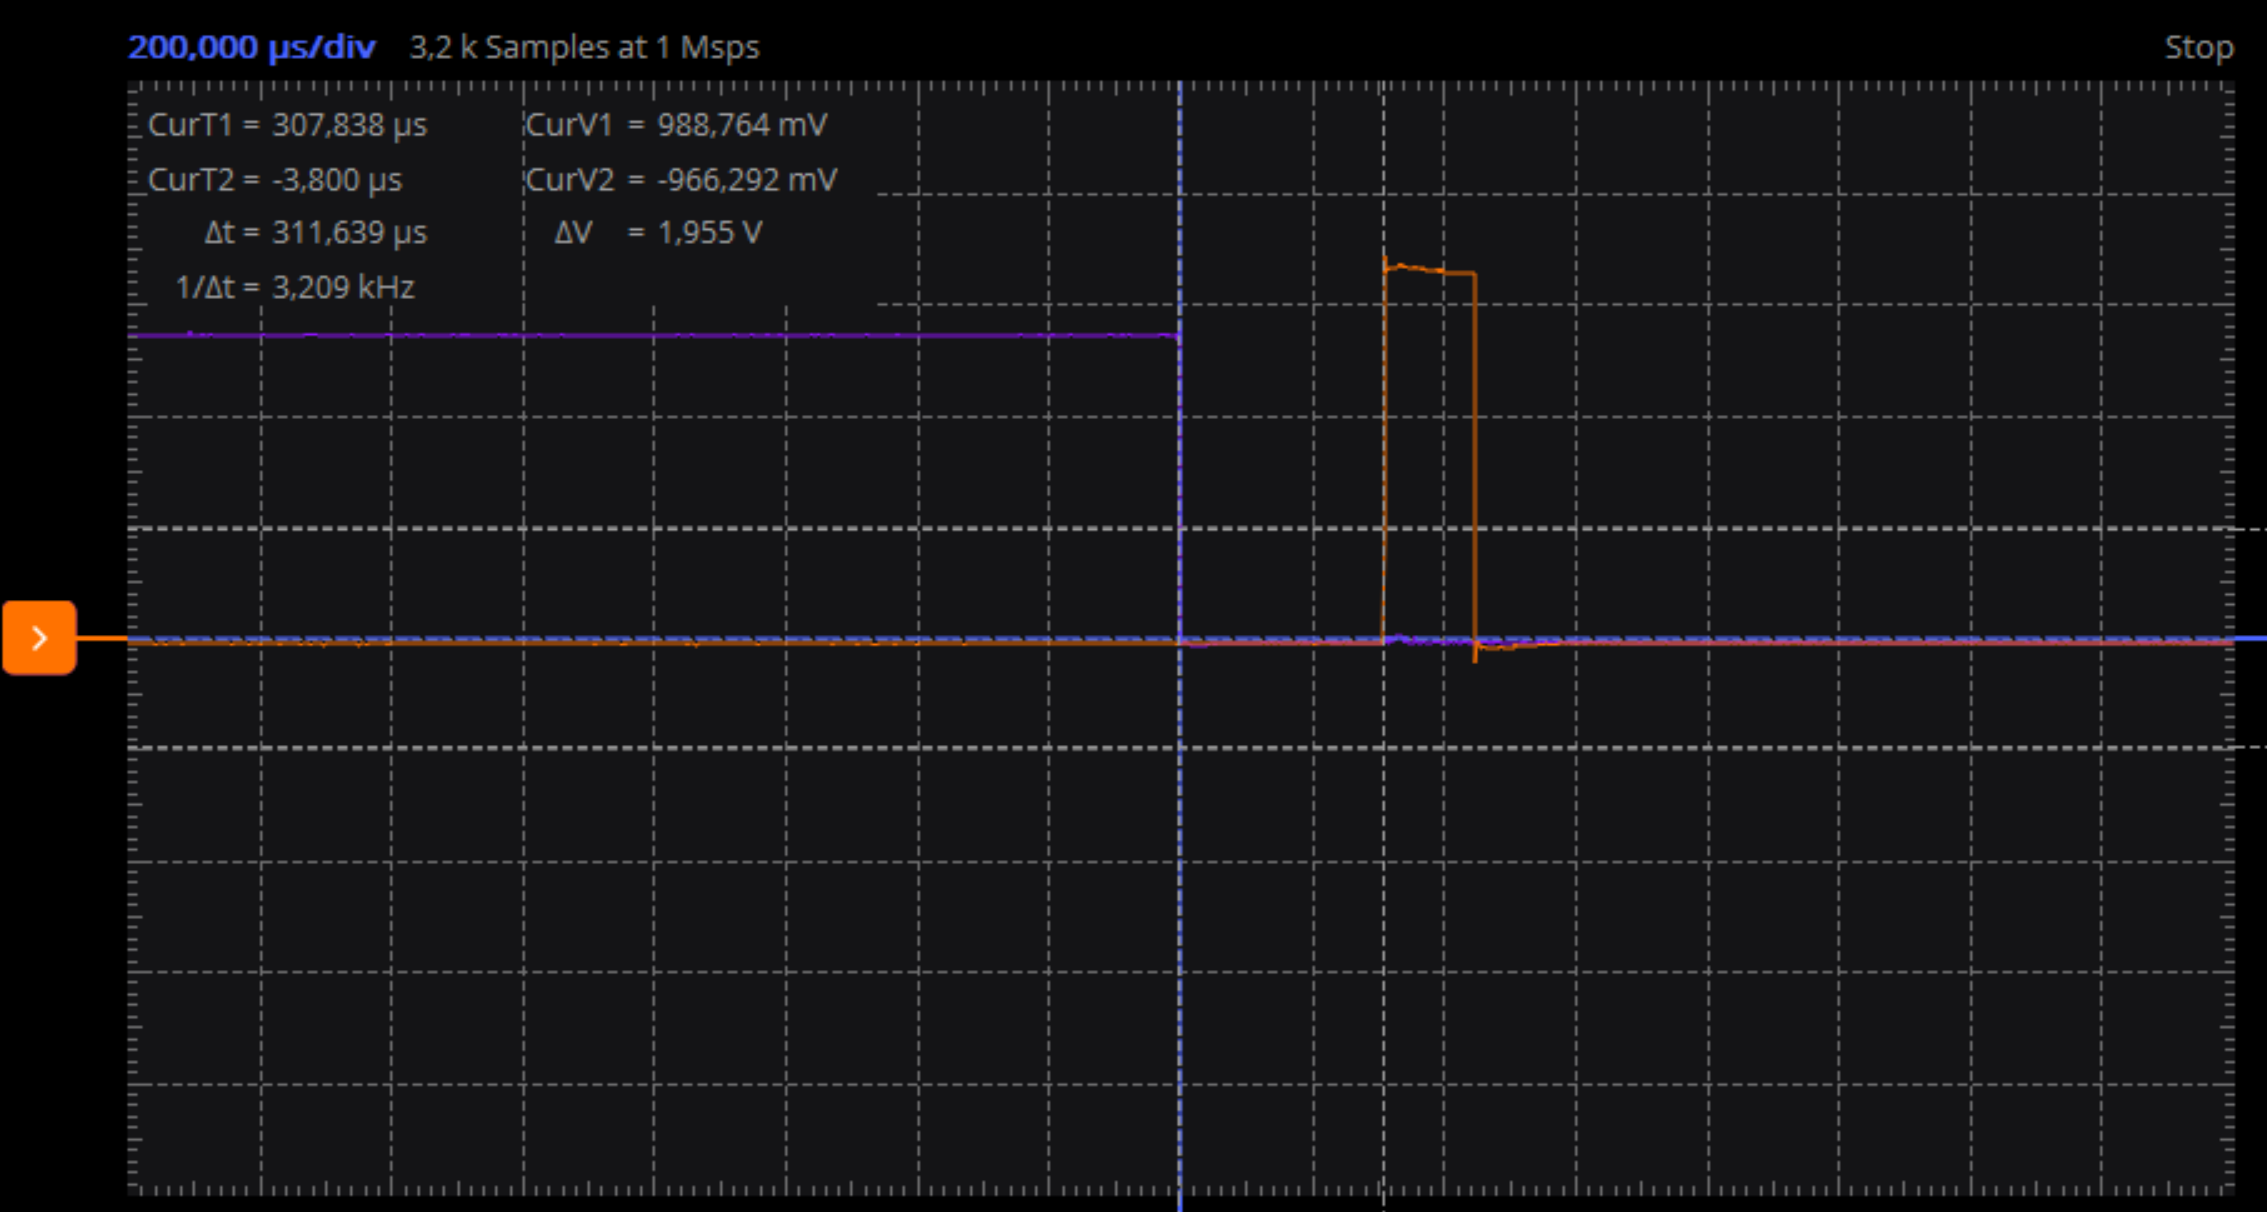 200,000 µs/div 3,2 k Samples at 1 Msps Stop
CurT1 = 307,838 µs CurV1 = 988,764 mV
CurT2 = -3,800 µs CurV2 = -966,292 mV
Δt = 311,639 µs ΔV = 1,955 V
1/Δt = 3,209 kHz